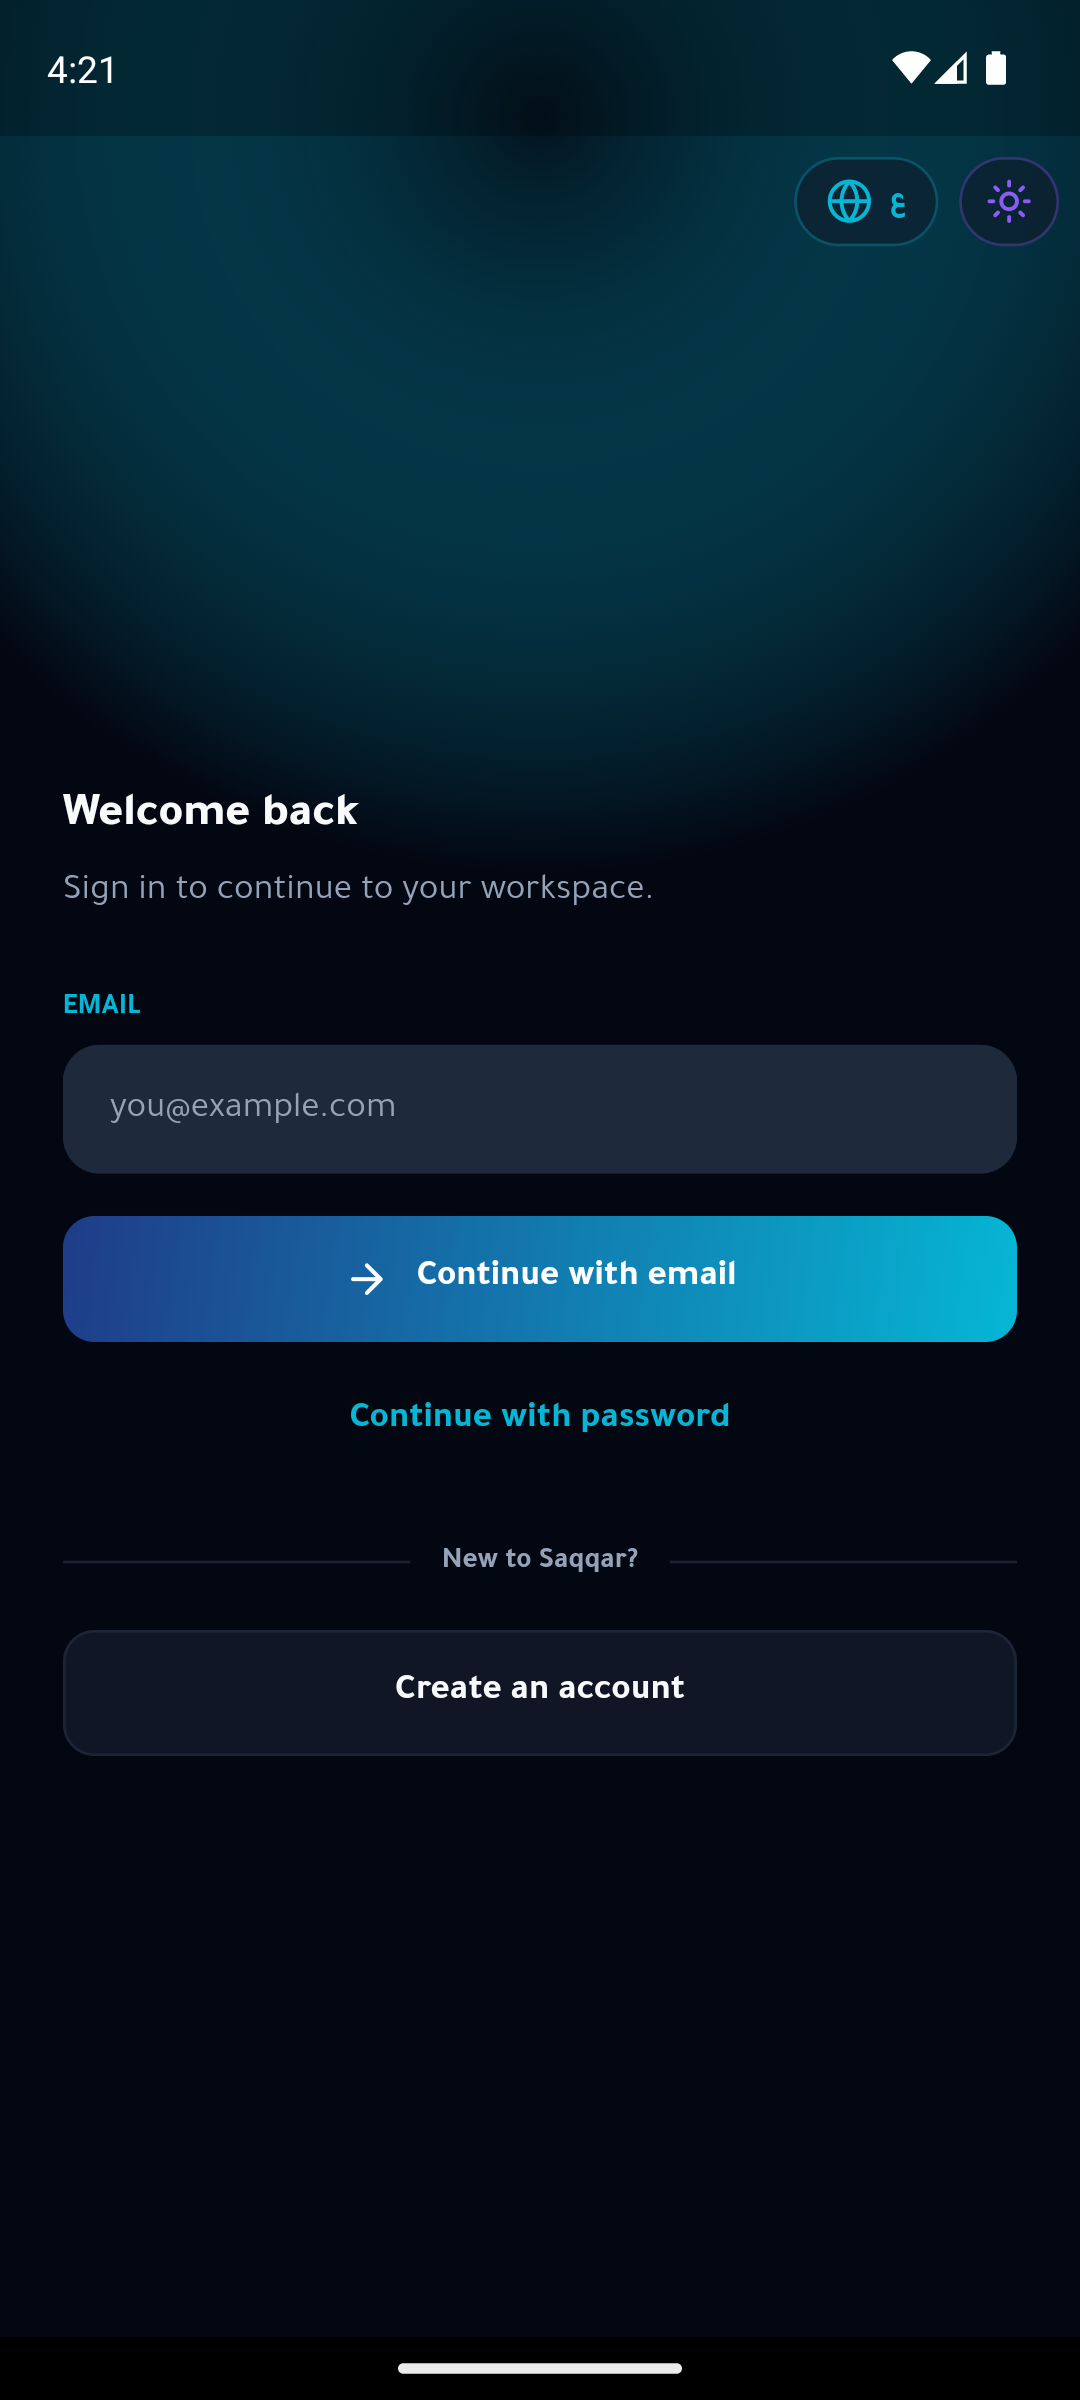 4:21
ع
Welcome back
Sign in to continue to your workspace.
EMAIL
you@example.com
Continue with email
Continue with password
New to Saqqar?
Create an account